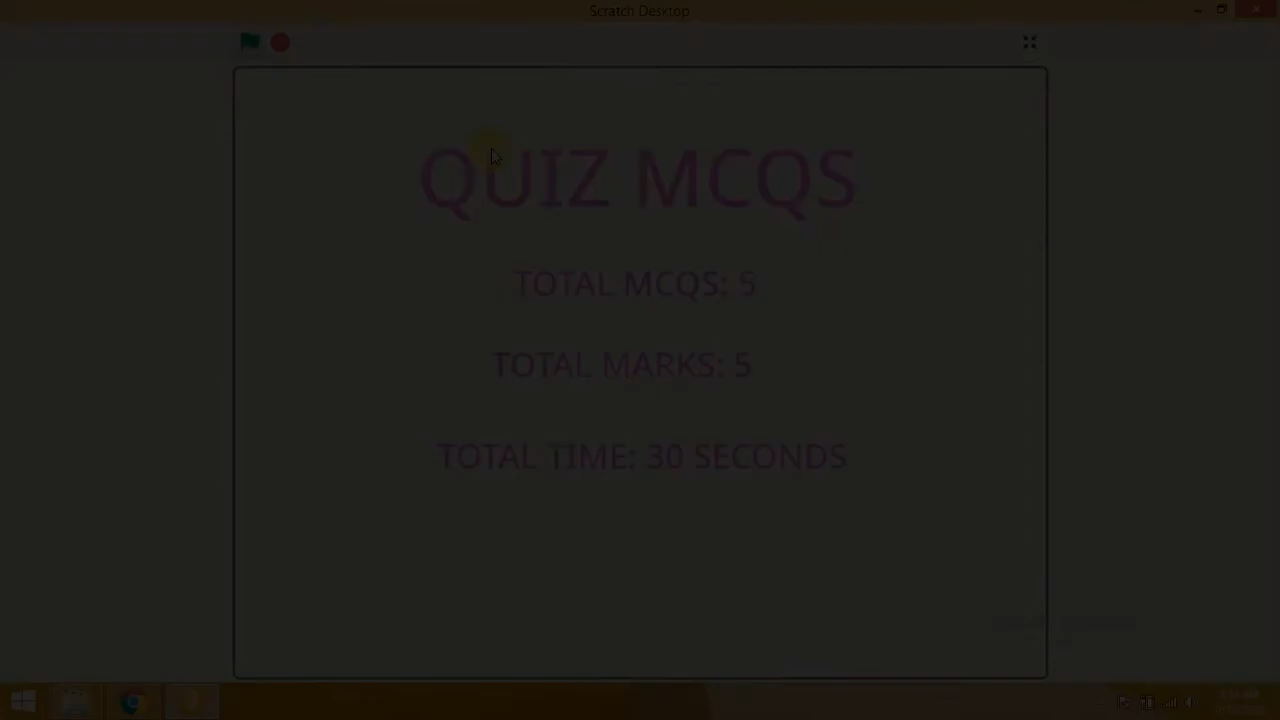 Scratch Desktop
QUIZ MCQS
TOTAL MCQS: 5
TOTAL MARKS: 5
TOTAL TIME: 30 SECONDS